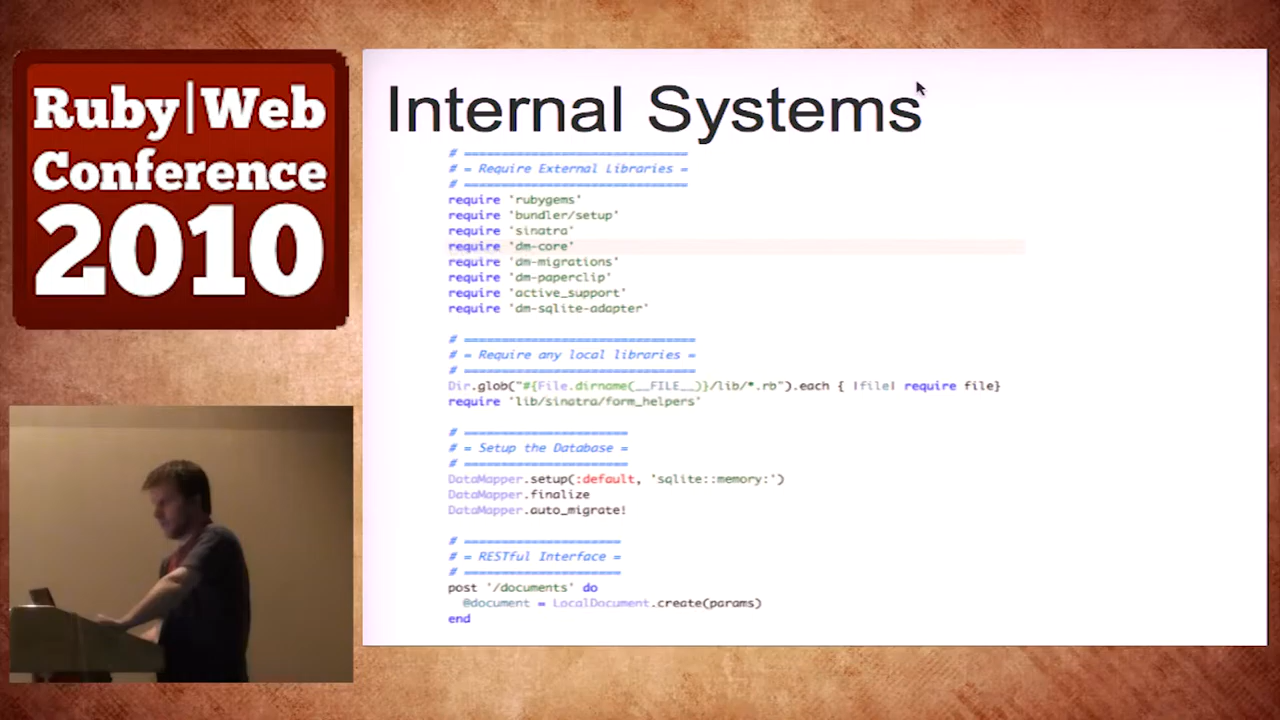 Ruby|Web
Conference
2010
Internal Systems
# ==============================
# = Require External Libraries =
# ==============================
require 'rubygems'
require 'bundler/setup'
require 'sinatra'
require 'dm-core'
require 'dm-migrations'
require 'dm-paperclip'
require 'active_support'
require 'dm-sqlite-adapter'
# ===============================
# = Require any local libraries =
# ===============================
Dir.glob("#{File.dirname(__FILE__)}/lib/*.rb").each { |file| require file}
require 'lib/sinatra/form_helpers'
# ======================
# = Setup the Database =
# ======================
DataMapper.setup(:default, 'sqlite::memory:')
DataMapper.finalize
DataMapper.auto_migrate!
# =====================
# = RESTful Interface =
# =====================
post '/documents' do
@document = LocalDocument.create(params)
end